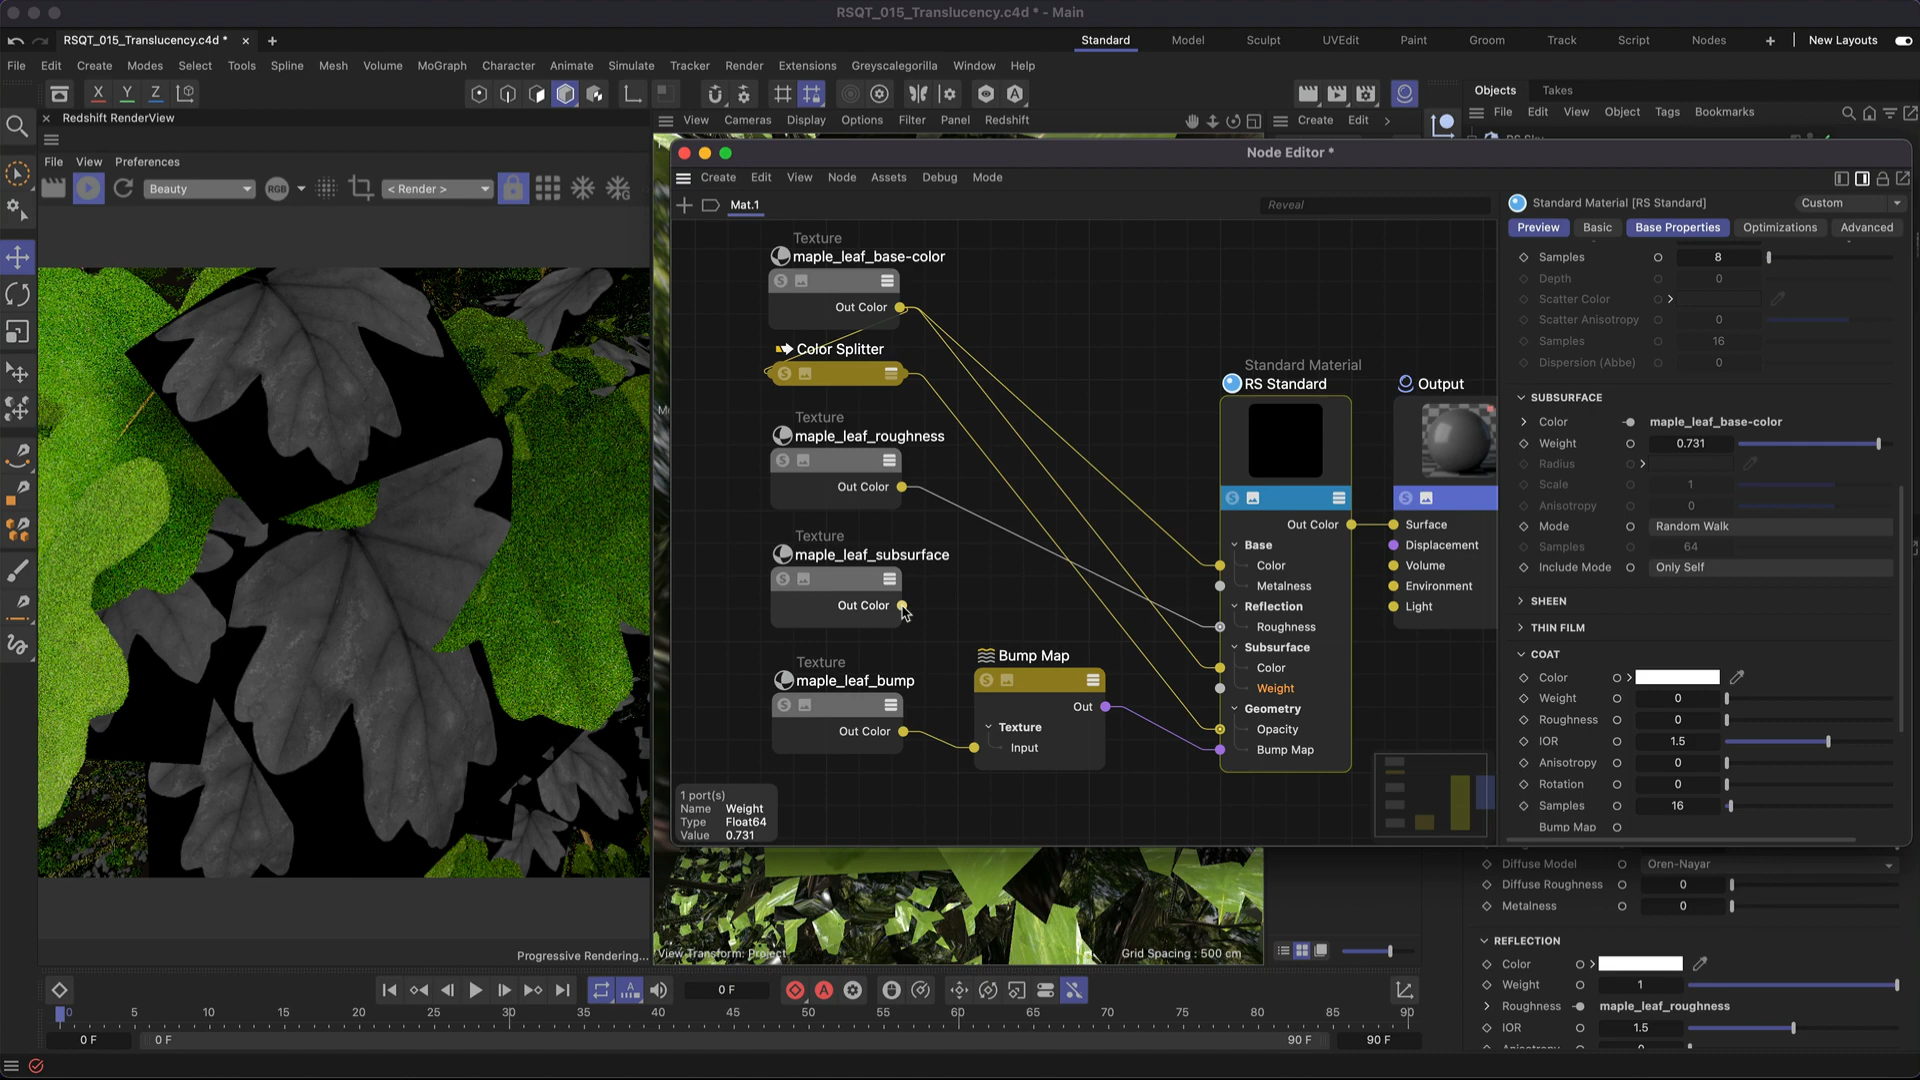 RSQT_015_Translucency.c4d * - Main
RSQT_015_Translucency.c4d *
Standard Model Sculpt UVEdit Paint Groom Track Script Nodes New Layouts
File Edit Create Modes Select Tools Spline Mesh Volume MoGraph Character Animate Simulate Tracker Render Extensions Greyscalegorilla Window Help
X Y Z
Objects Takes
File Edit View Object Tags Bookmarks
Redshift RenderView
File View Preferences
Beauty
RGB
< Render >
View Cameras Display Options Filter Panel Redshift
Create Edit
Node Editor *
Create Edit View Node Assets Debug Mode
Mat.1
Reveal
Texture
maple_leaf_base-color
Out Color
Color Splitter
Texture
maple_leaf_roughness
Out Color
Texture
maple_leaf_subsurface
Out Color
Texture
maple_leaf_bump
Out Color
Bump Map
Out
Texture
Input
Standard Material
RS Standard
Out Color
Base
Color
Metalness
Reflection
Roughness
Subsurface
Color
Weight
Geometry
Opacity
Bump Map
Output
Surface
Displacement
Volume
Environment
Light
1 port(s)
Name Weight
Type Float64
Value 0.731
Standard Material [RS Standard]
Custom
Preview Basic Base Properties Optimizations Advanced
Samples 8
Depth 0
Scatter Color
Scatter Anisotropy 0
Samples 16
Dispersion (Abbe) 0
SUBSURFACE
Color maple_leaf_base-color
Weight 0.731
Radius
Scale 1
Anisotropy 0
Mode Random Walk
Samples 64
Include Mode Only Self
SHEEN
THIN FILM
COAT
Color
Weight 0
Roughness 0
IOR 1.5
Anisotropy 0
Rotation 0
Samples 16
Bump Map
Diffuse Model Oren-Nayar
Diffuse Roughness 0
Metalness 0
REFLECTION
Color
Weight 1
Roughness maple_leaf_roughness
IOR 1.5
Progressive Rendering...
View Transform: Project
Grid Spacing : 500 cm
0 F
0 5 10 15 20 25 30 35 40 45 50 55 60 65 70 75 80 85 90
0 F 0 F 90 F 90 F